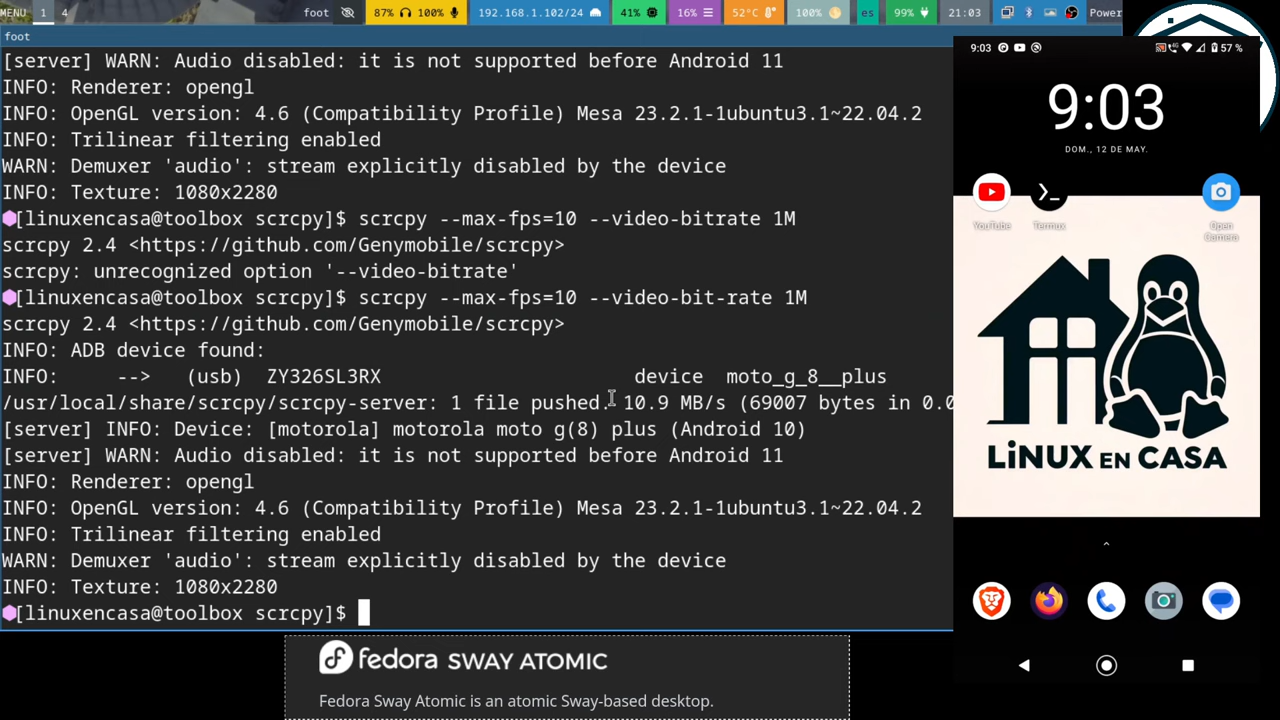 MENU 1 4 foot 87% 100% 192.168.1.102/24 41% 16% 52°C 100% es 99% 21:03 Power
foot
[server] WARN: Audio disabled: it is not supported before Android 11
INFO: Renderer: opengl
INFO: OpenGL version: 4.6 (Compatibility Profile) Mesa 23.2.1-1ubuntu3.1~22.04.2
INFO: Trilinear filtering enabled
WARN: Demuxer 'audio': stream explicitly disabled by the device
INFO: Texture: 1080x2280
[linuxencasa@toolbox scrcpy]$ scrcpy --max-fps=10 --video-bitrate 1M
scrcpy 2.4 <https://github.com/Genymobile/scrcpy>
scrcpy: unrecognized option '--video-bitrate'
[linuxencasa@toolbox scrcpy]$ scrcpy --max-fps=10 --video-bit-rate 1M
scrcpy 2.4 <https://github.com/Genymobile/scrcpy>
INFO: ADB device found:
INFO: --> (usb) ZY326SL3RX device moto_g_8__plus
/usr/local/share/scrcpy/scrcpy-server: 1 file pushed. 10.9 MB/s (69007 bytes in 0.0
[server] INFO: Device: [motorola] motorola moto g(8) plus (Android 10)
[server] WARN: Audio disabled: it is not supported before Android 11
INFO: Renderer: opengl
INFO: OpenGL version: 4.6 (Compatibility Profile) Mesa 23.2.1-1ubuntu3.1~22.04.2
INFO: Trilinear filtering enabled
WARN: Demuxer 'audio': stream explicitly disabled by the device
INFO: Texture: 1080x2280
[linuxencasa@toolbox scrcpy]$
9:03 57 %
9:03
DOM., 12 DE MAY.
YouTube Termux Open
Camera
LiNUX EN CASA
fedora SWAY ATOMIC
Fedora Sway Atomic is an atomic Sway-based desktop.